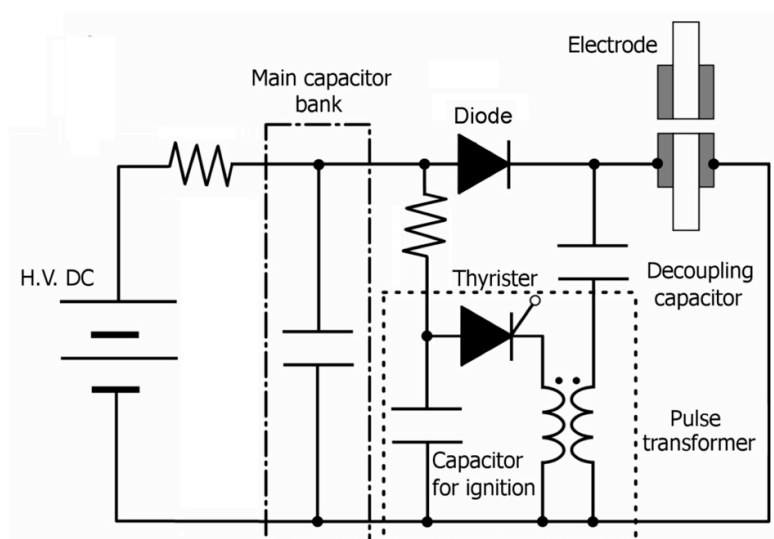 Electrode
Main capacitor
bank
Diode
H.V. DC
Thyrister
Decoupling
capacitor
Pulse
transformer
Capacitor
for ignition